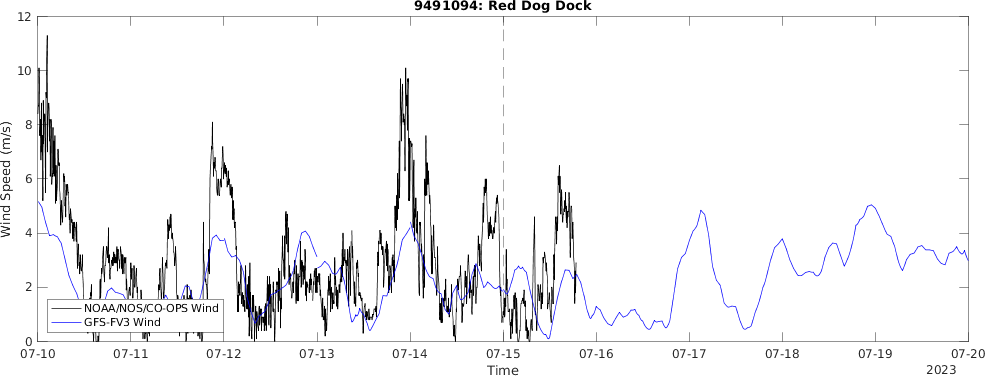 9491094: Red Dog Dock
12
10
8
6
4
2
0
Wind Speed (m/s)
NOAA/NOS/CO-OPS Wind
GFS-FV3 Wind
07-10 07-11 07-12 07-13 07-14 07-15 07-16 07-17 07-18 07-19 07-20
Time
2023